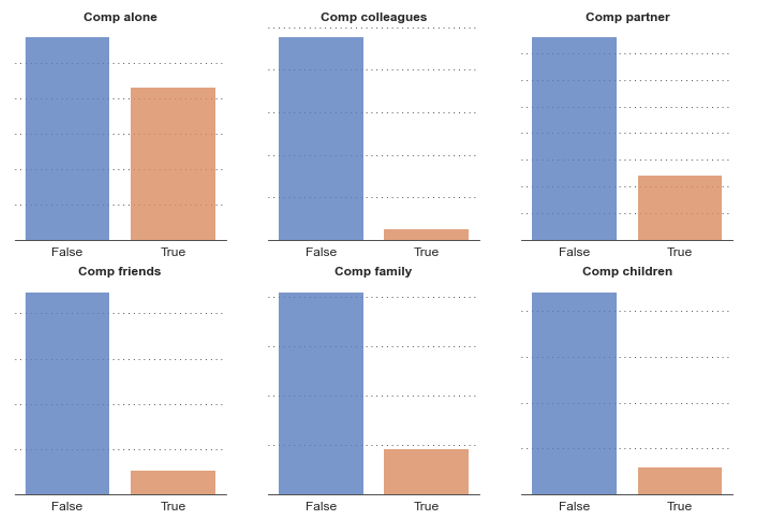 Comp alone
Comp colleagues
Comp partner
False
True
False
True
False
True
Comp friends
Comp family
Comp children
False
True
False
True
False
True